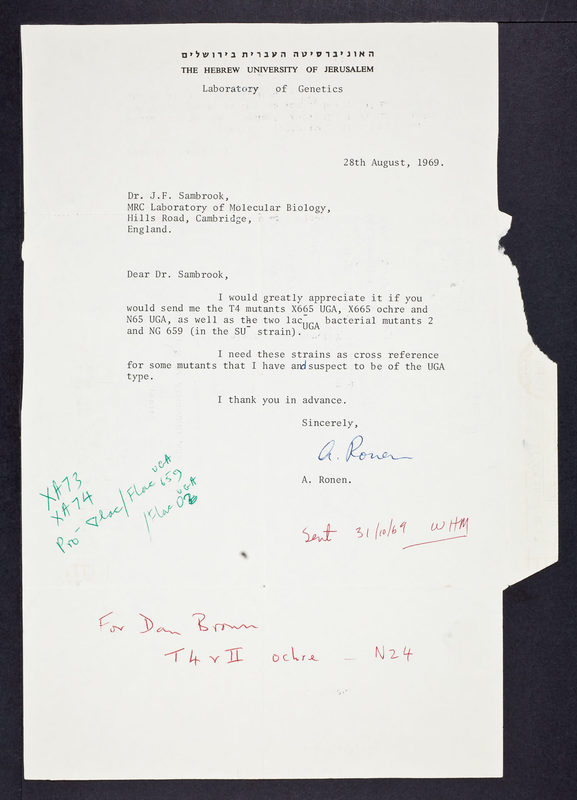 האוניברסיטה העברית בירושלים
THE HEBREW UNIVERSITY OF JERUSALEM
Laboratory of Genetics
28th August, 1969.
Dr. J.F. Sambrook,
MRC Laboratory of Molecular Biology,
Hills Road, Cambridge,
England.
Dear Dr. Sambrook,
I would greatly appreciate it if you
would send me the T4 mutants X665 UGA, X665 ochre and
N65 UGA, as well as the two lac⁻UGA bacterial mutants 2
and NG 659 (in the SU⁻ strain).
I need these strains as cross reference
for some mutants that I have and suspect to be of the UGA
type.
I thank you in advance.
Sincerely,
A. Ronen
A. Ronen.
XA73
XA74
Pro⁻ ∇lac/Flac UGA 659
/Flac UGA
Sent 31/10/69 WHM
For Dan Brown
T4 r II ochre – N24